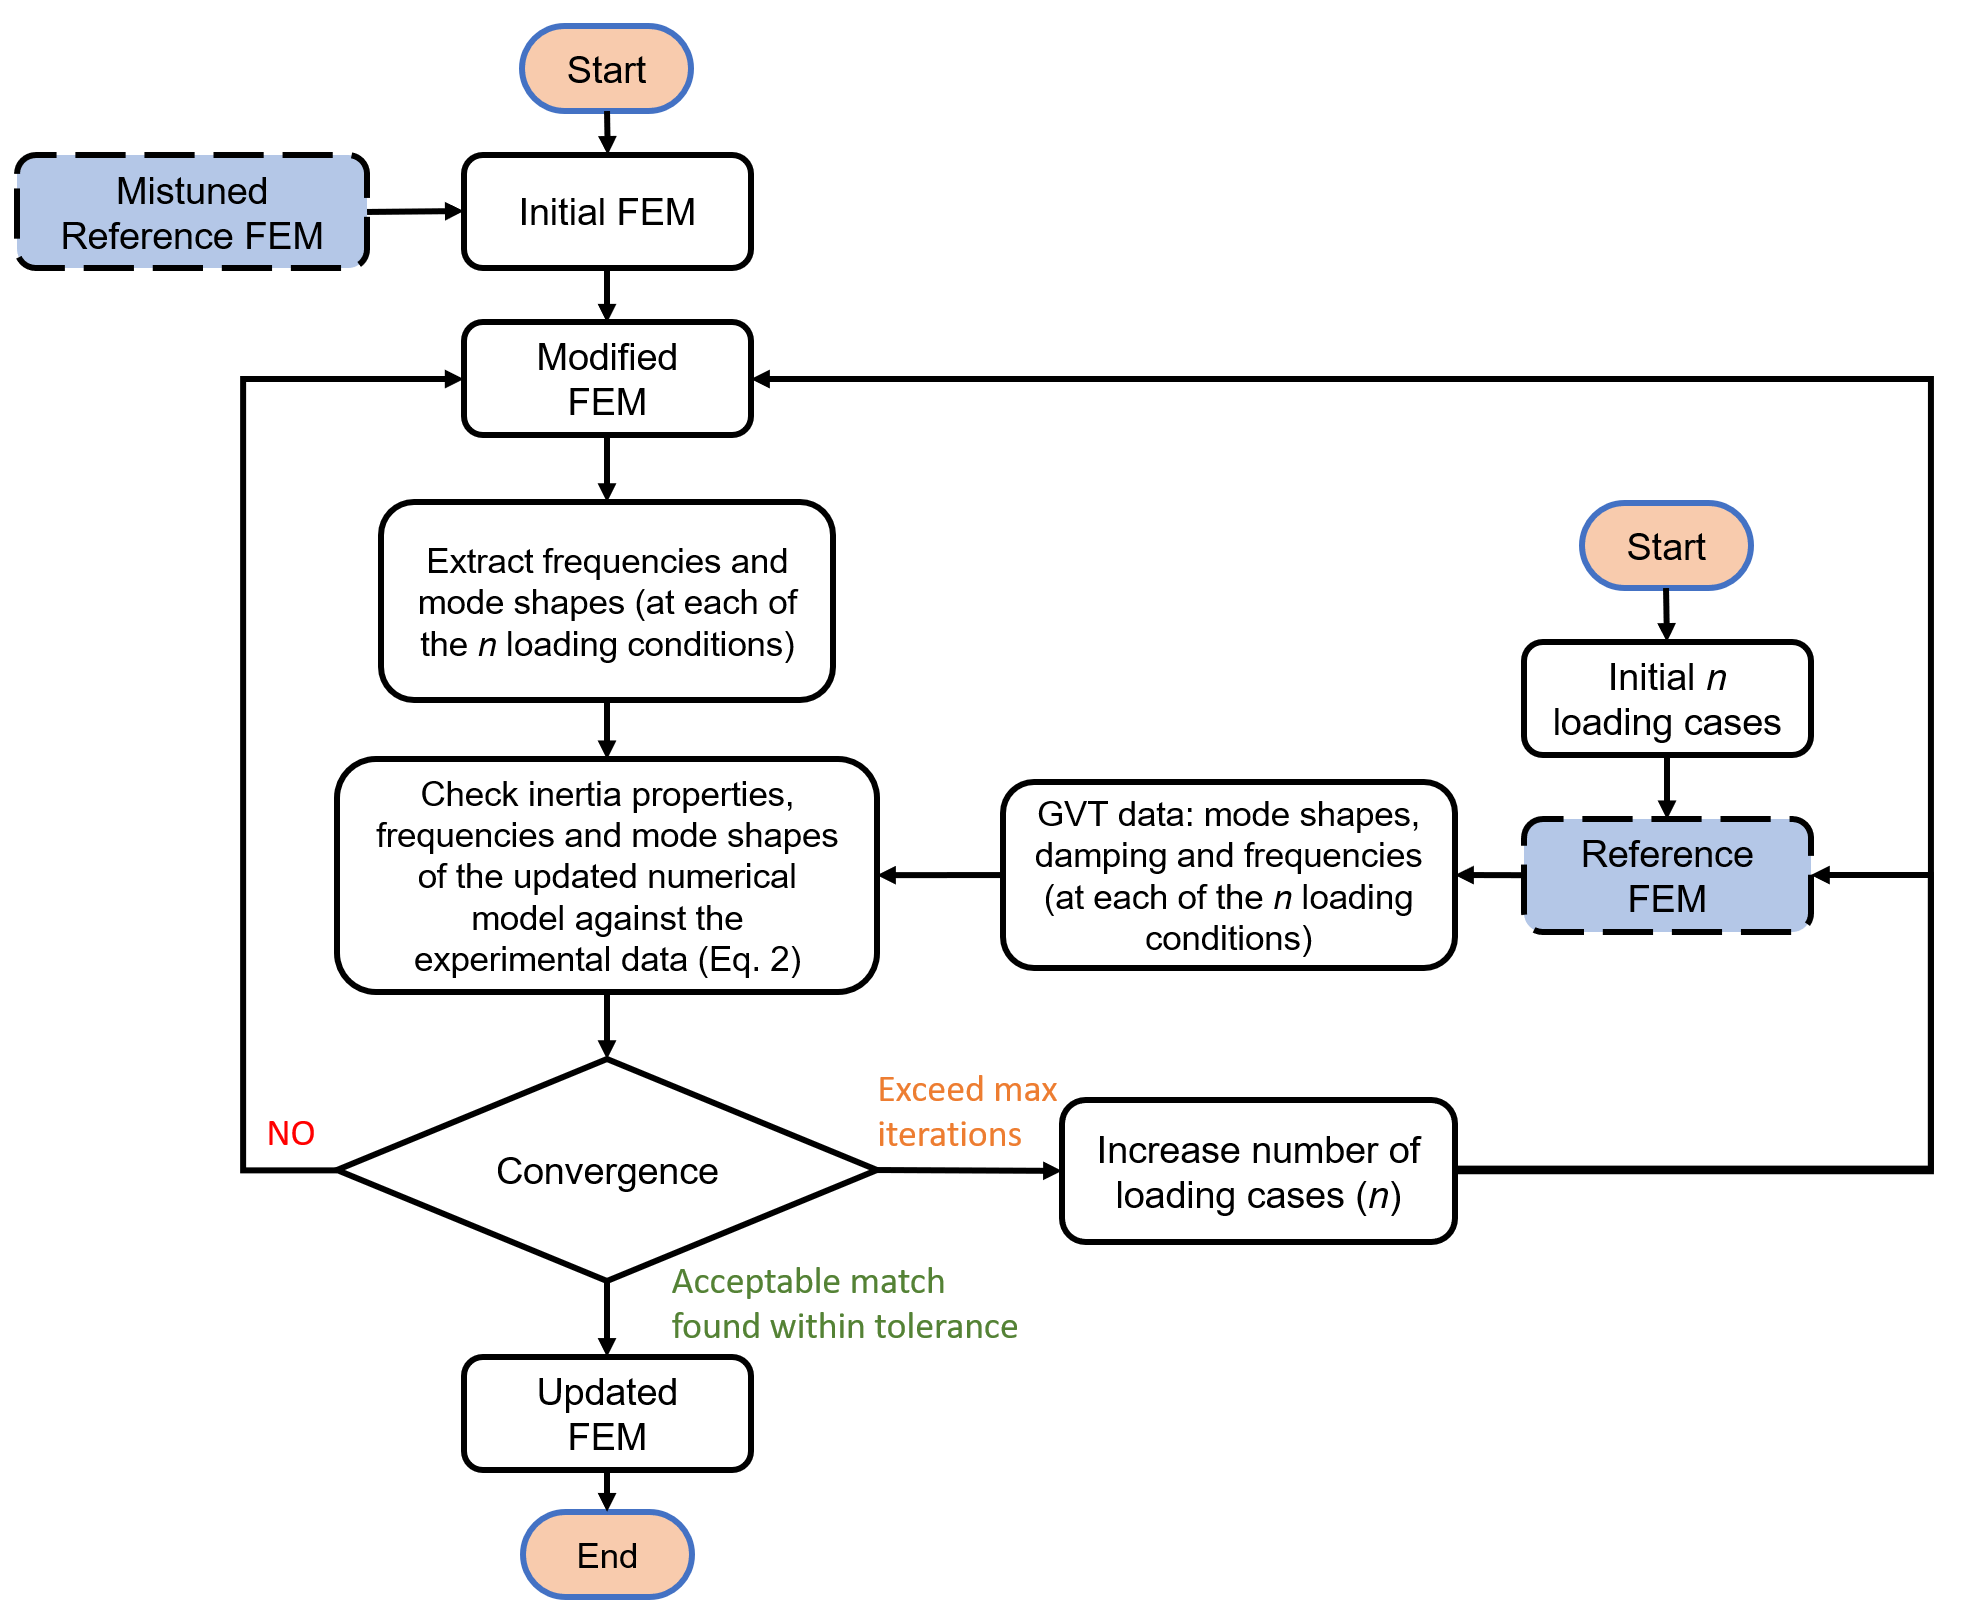 Start
Mistuned
Reference FEM
Initial FEM
Modified
FEM
Extract frequencies and
mode shapes (at each of
the n loading conditions)
Start
Initial n
loading cases
Check inertia properties,
frequencies and mode shapes
of the updated numerical
model against the
experimental data (Eq. 2)
GVT data: mode shapes,
damping and frequencies
(at each of the n loading
conditions)
Reference
FEM
NO
Convergence
Exceed max
iterations
Increase number of
loading cases (n)
Acceptable match
found within tolerance
Updated
FEM
End